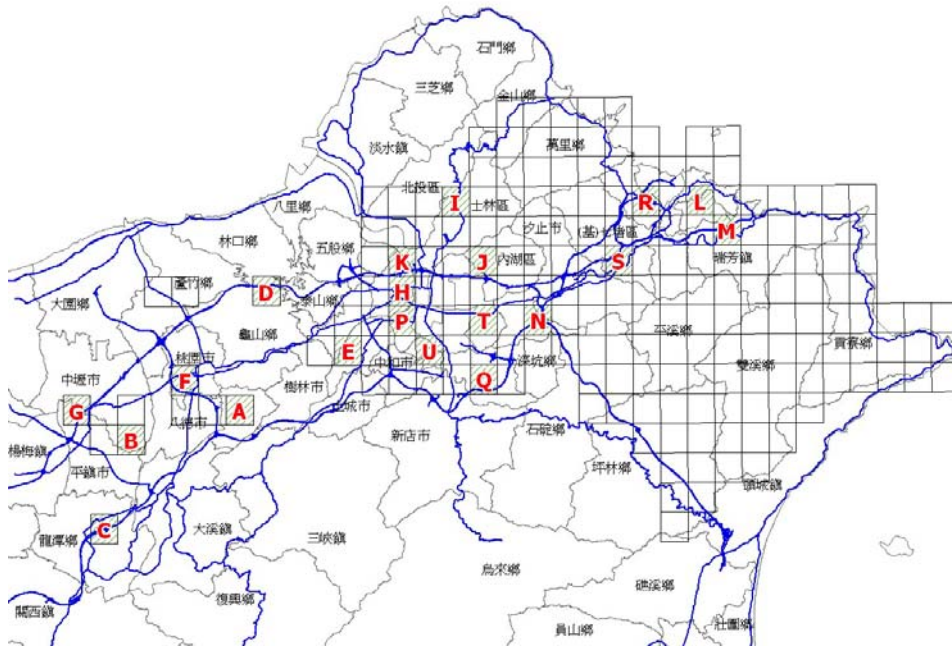 石門鄉
三芝鄉
金山鄉
淡水鎮
萬里鄉
北投區
I
士林區
R
L
八里鄉
汐止市
M
林口鄉
五股鄉
K
J
內湖區
S
瑞芳鎮
蘆竹鄉
D
泰山鄉
H
大園鄉
龜山鄉
P
T
N
平溪鄉
貢寮鄉
桃園市
E
中和市
U
深坑鄉
雙溪鄉
中壢市
F
樹林市
Q
G
A
八德市
土城市
新店市
石碇鄉
楊梅鎮
B
平鎮市
坪林鄉
頭城鎮
C
龍潭鄉
大溪鎮
三峽鎮
烏來鄉
礁溪鄉
關西鎮
復興鄉
員山鄉
壯圍鄉